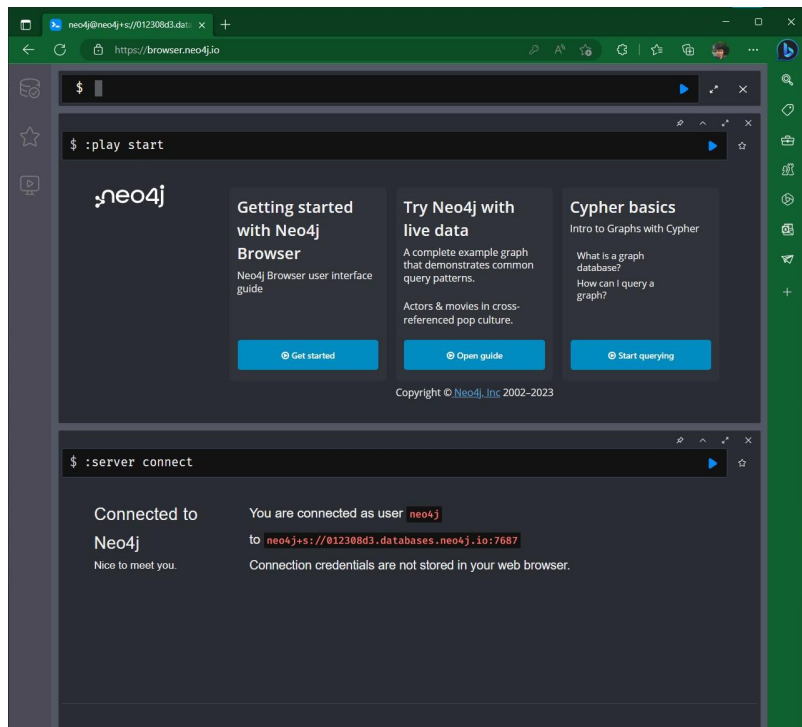 neo4j@neo4j+s://012308d3.data
https://browser.neo4j.io
$
$ :play start
neo4j
Getting started
with Neo4j
Browser
Neo4j Browser user interface
guide
Get started
Try Neo4j with
live data
A complete example graph
that demonstrates common
query patterns.
Actors & movies in cross-
referenced pop culture.
Open guide
Cypher basics
Intro to Graphs with Cypher
What is a graph
database?
How can I query a
graph?
Start querying
Copyright © Neo4j, Inc 2002–2023
$ :server connect
Connected to
Neo4j
Nice to meet you.
You are connected as user neo4j
to neo4j+s://012308d3.databases.neo4j.io:7687
Connection credentials are not stored in your web browser.